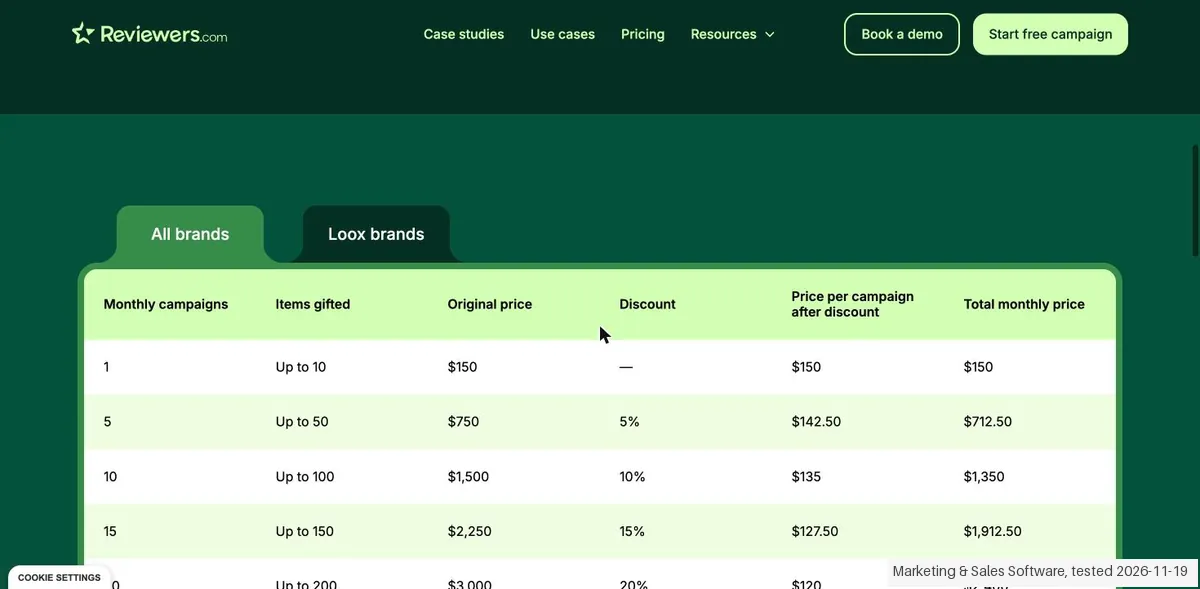 Reviewers.com
Case studies
Use cases
Pricing
Resources
Book a demo
Start free campaign
All brands
Loox brands
Monthly campaigns Items gifted Original price Discount Price per campaign after discount Total monthly price
1 Up to 10 $150 — $150 $150
5 Up to 50 $750 5% $142.50 $712.50
10 Up to 100 $1,500 10% $135 $1,350
15 Up to 150 $2,250 15% $127.50 $1,912.50
Up to 200 $3,000 20% $120
COOKIE SETTINGS
Marketing & Sales Software, tested 2026-11-19